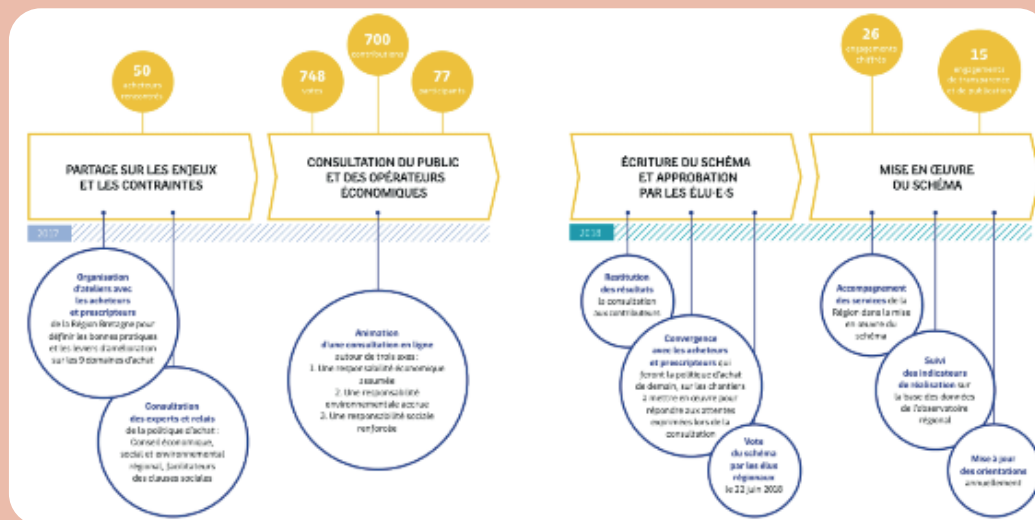 50
acheteurs
rencontrés
748
votes
700
contributions
77
participants
26
engagements
chiffrés
15
engagements
de transparence
et de publication
PARTAGE SUR LES ENJEUX
ET LES CONTRAINTES
CONSULTATION DU PUBLIC
ET DES OPÉRATEURS
ÉCONOMIQUES
ÉCRITURE DU SCHÉMA
ET APPROBATION
PAR LES ÉLU·E·S
MISE EN ŒUVRE
DU SCHÉMA
2017
2018
Organisation
d'ateliers avec
les acheteurs
et prescripteurs
de la Région Bretagne pour
définir les bonnes pratiques
et les leviers d'amélioration
sur les 9 domaines d'achat
Consultation
des experts et relais
de la politique d'achat :
Conseil économique,
social et environnemental
régional, facilitateurs
des clauses sociales
Animation
d'une consultation en ligne
autour de trois axes :
1. Une responsabilité économique
assumée
2. Une responsabilité
environnementale accrue
3. Une responsabilité sociale
renforcée
Restitution
des résultats
la consultation
aux contributeurs
Convergence
avec les acheteurs
et prescripteurs qui
feront la politique d'achat
de demain, sur les chantiers
à mettre en œuvre pour
répondre aux attentes
exprimées lors de la
consultation
Vote
du schéma
par les élus
régionaux
le 22 juin 2018
Accompagnement
des services de la
Région dans la mise
en œuvre du
schéma
Suivi
des indicateurs
de réalisation sur
la base des données
de l'observatoire
régional
Mise à jour
des orientations
annuellement